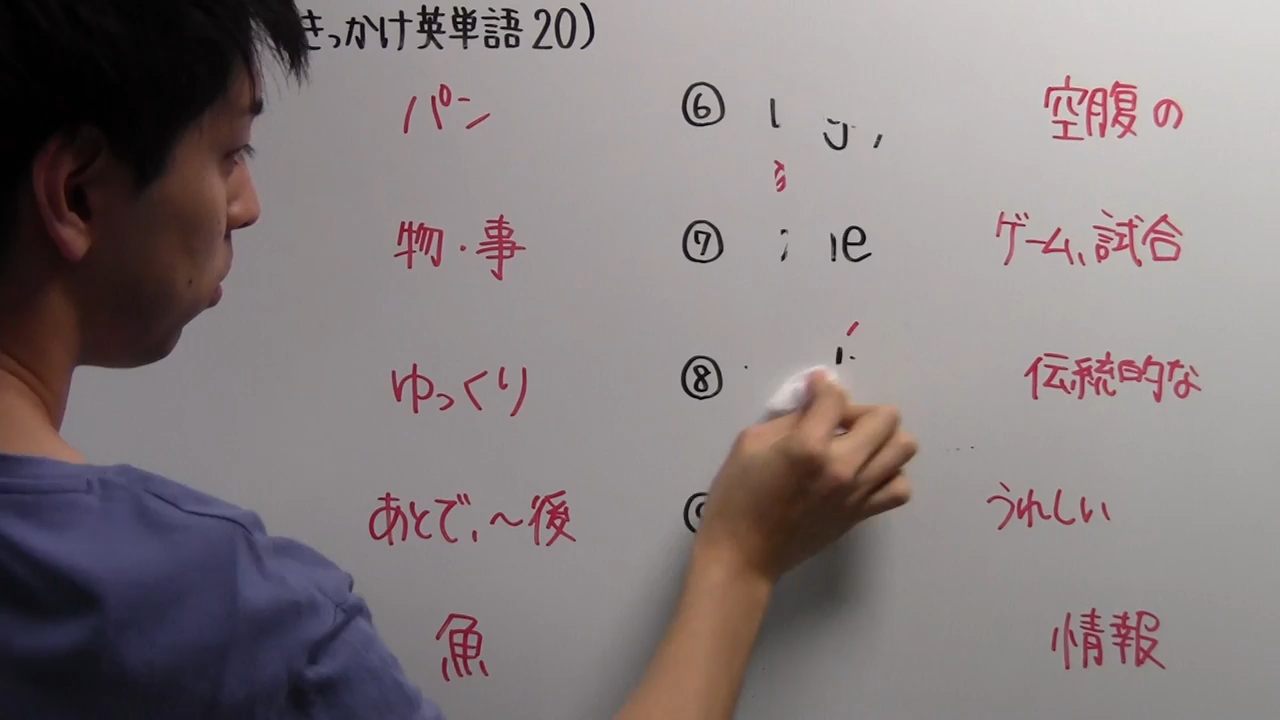 きっかけ英単語20)
パン
⑥ 空腹の
物・事
⑦ ゲーム、試合
ゆっくり
⑧ 伝統的な
あとで、〜後
うれしい
魚
情報